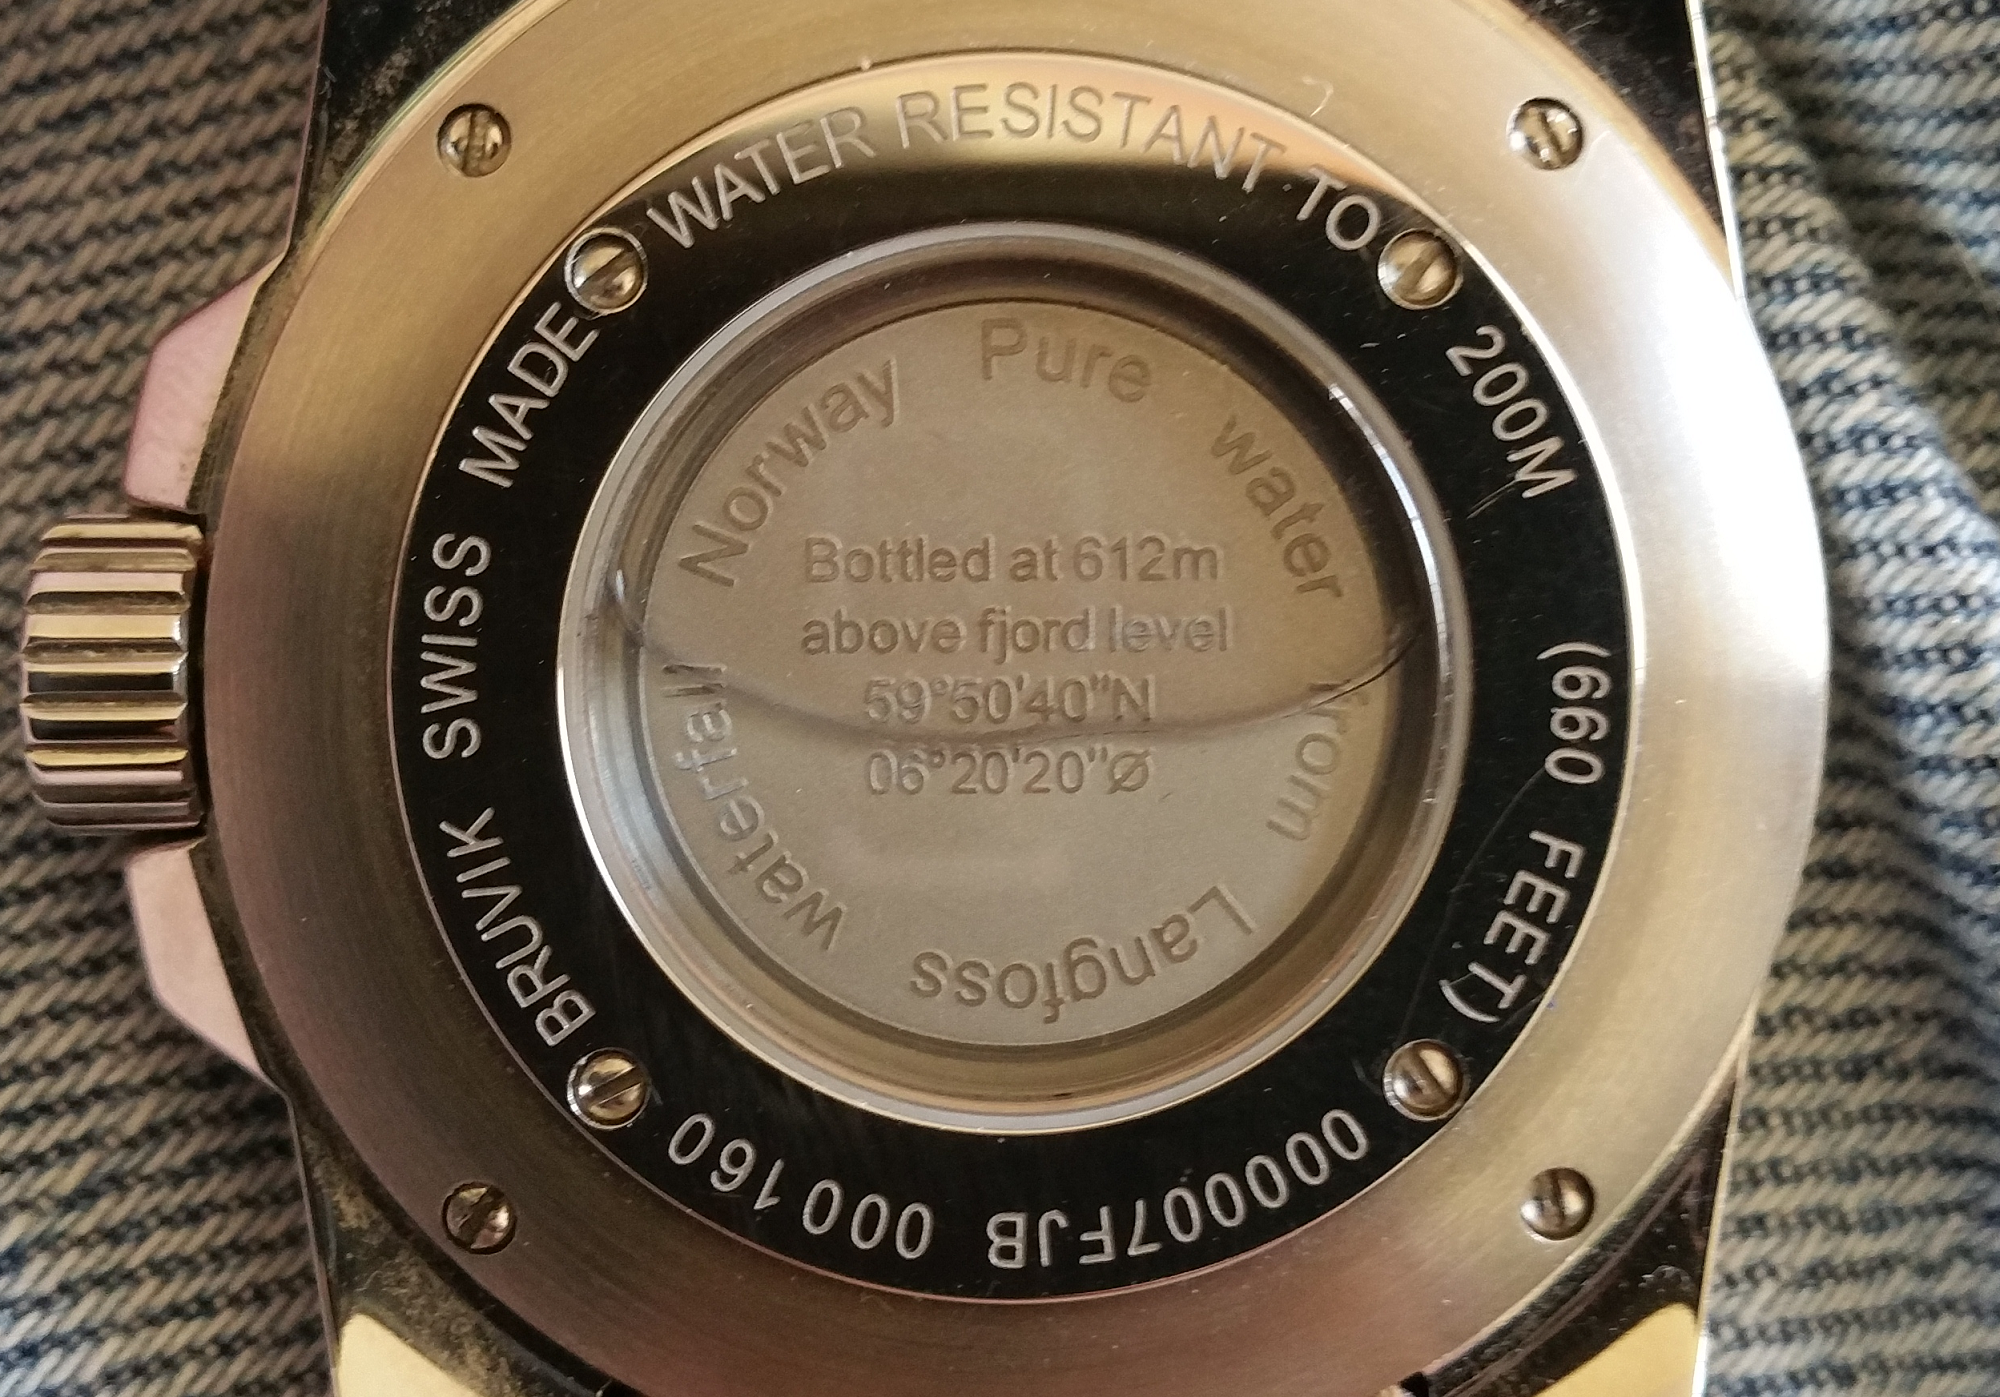 WATER RESISTANT TO 200M (660 FEET)
000007FJB 000160
BRUVIK SWISS MADE
Pure water from Langfoss waterfall Norway
Bottled at 612m
above fjord level
59°50'40"N
06°20'20"Ø